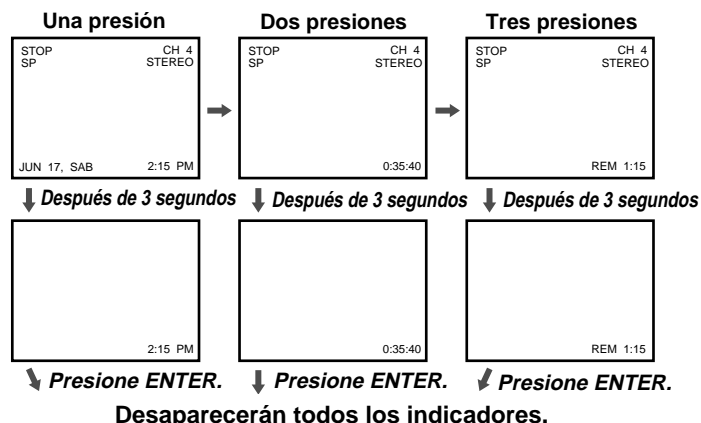 Una presión Dos presiones Tres presiones
STOP CH 4
SP STEREO
JUN 17, SAB 2:15 PM
STOP CH 4
SP STEREO
0:35:40
STOP CH 4
SP STEREO
REM 1:15
Después de 3 segundos Después de 3 segundos Después de 3 segundos
2:15 PM
0:35:40
REM 1:15
Presione ENTER. Presione ENTER. Presione ENTER.
Desaparecerán todos los indicadores.